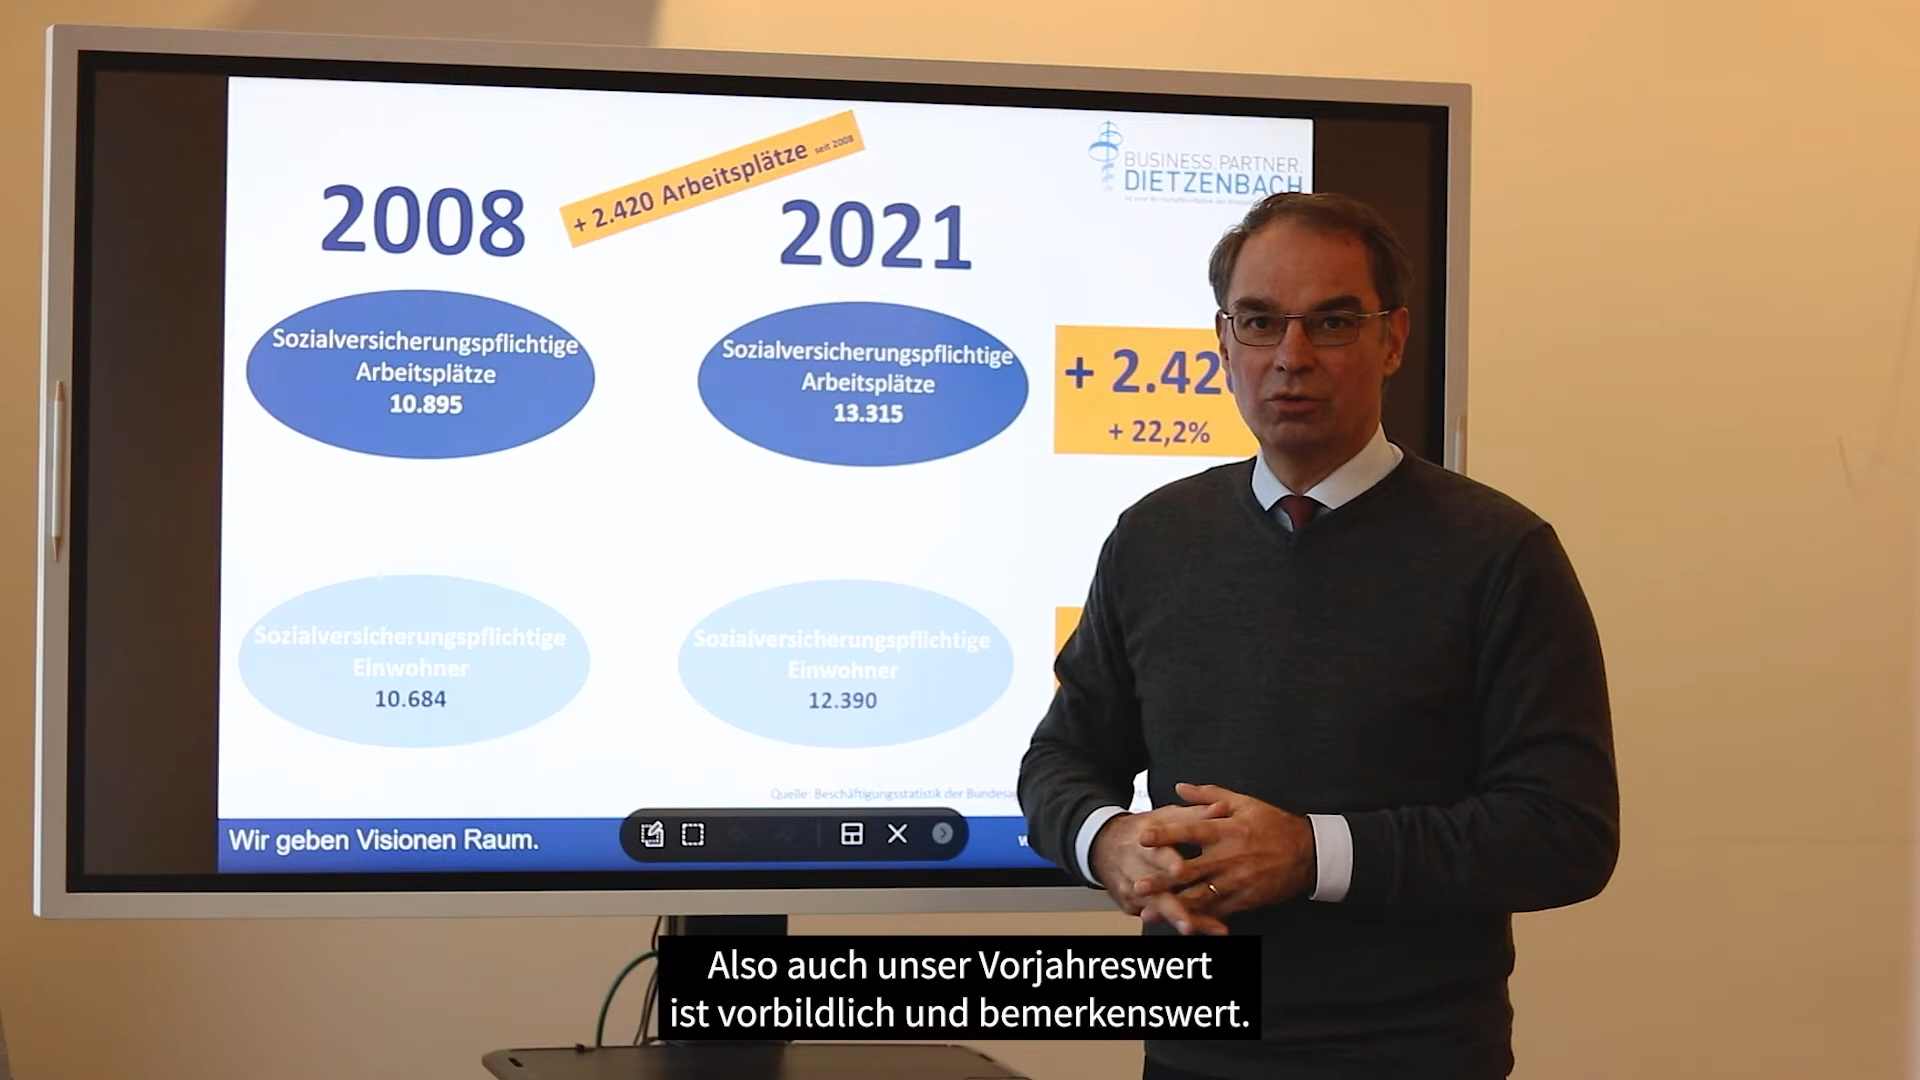 + 2.420 Arbeitsplätze seit 2008
BUSINESS.PARTNER.
DIETZENBACH
2008
2021
Sozialversicherungspflichtige
Arbeitsplätze
10.895
Sozialversicherungspflichtige
Arbeitsplätze
13.315
+ 2.42
+ 22,2%
Sozialversicherungspflichtige
Einwohner
10.684
Sozialversicherungspflichtige
Einwohner
12.390
Quelle: Beschäftigungsstatistik der
Wir geben Visionen Raum.
Also auch unser Vorjahreswert
ist vorbildlich und bemerkenswert.